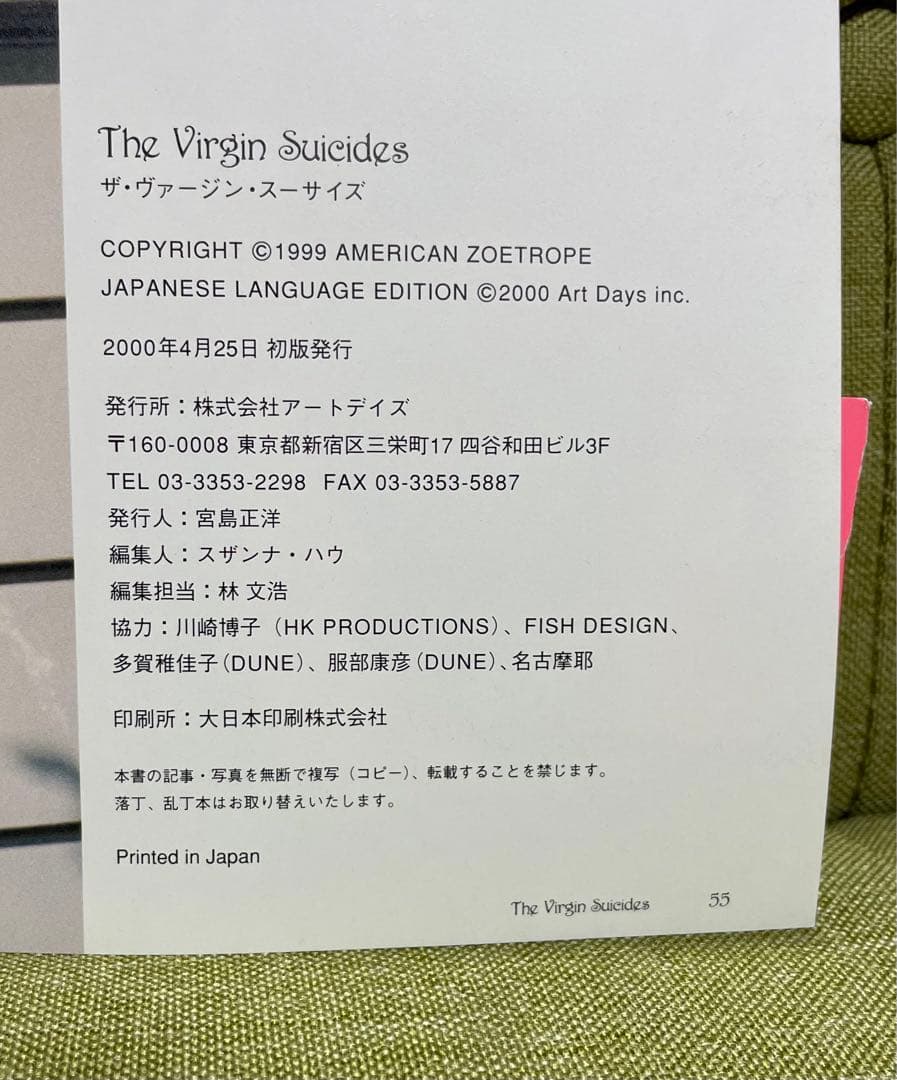 The Virgin Suicides
ザ・ヴァージン・スーサイズ
COPYRIGHT ©1999 AMERICAN ZOETROPE
JAPANESE LANGUAGE EDITION ©2000 Art Days inc.
2000年4月25日 初版発行
発行所：株式会社アートデイズ
〒160-0008 東京都新宿区三栄町17 四谷和田ビル3F
TEL 03-3353-2298 FAX 03-3353-5887
発行人：宮島正洋
編集人：スザンナ・ハウ
編集担当：林 文浩
協力：川崎博子（HK PRODUCTIONS）、FISH DESIGN、
多賀稚佳子（DUNE）、服部康彦（DUNE）、名古摩耶
印刷所：大日本印刷株式会社
本書の記事・写真を無断で複写（コピー）、転載することを禁じます。
落丁、乱丁本はお取り替えいたします。
Printed in Japan
The Virgin Suicides 55